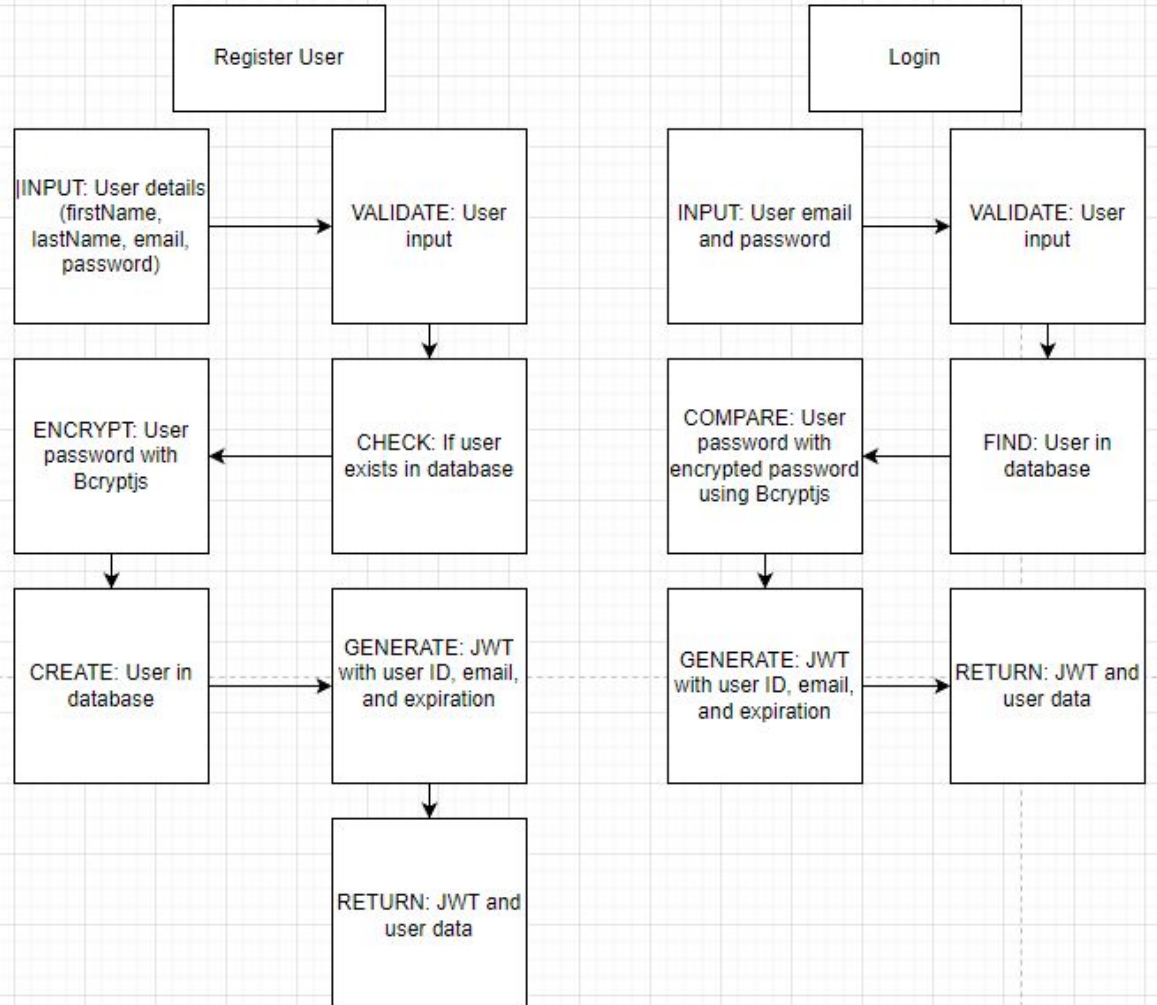 Register User
|INPUT: User details
(firstName,
lastName, email,
password)
VALIDATE: User
input
ENCRYPT: User
password with
Bcryptjs
CHECK: If user
exists in database
CREATE: User in
database
GENERATE: JWT
with user ID, email,
and expiration
RETURN: JWT and
user data
Login
INPUT: User email
and password
VALIDATE: User
input
COMPARE: User
password with
encrypted password
using Bcryptjs
FIND: User in
database
GENERATE: JWT
with user ID, email,
and expiration
RETURN: JWT and
user data